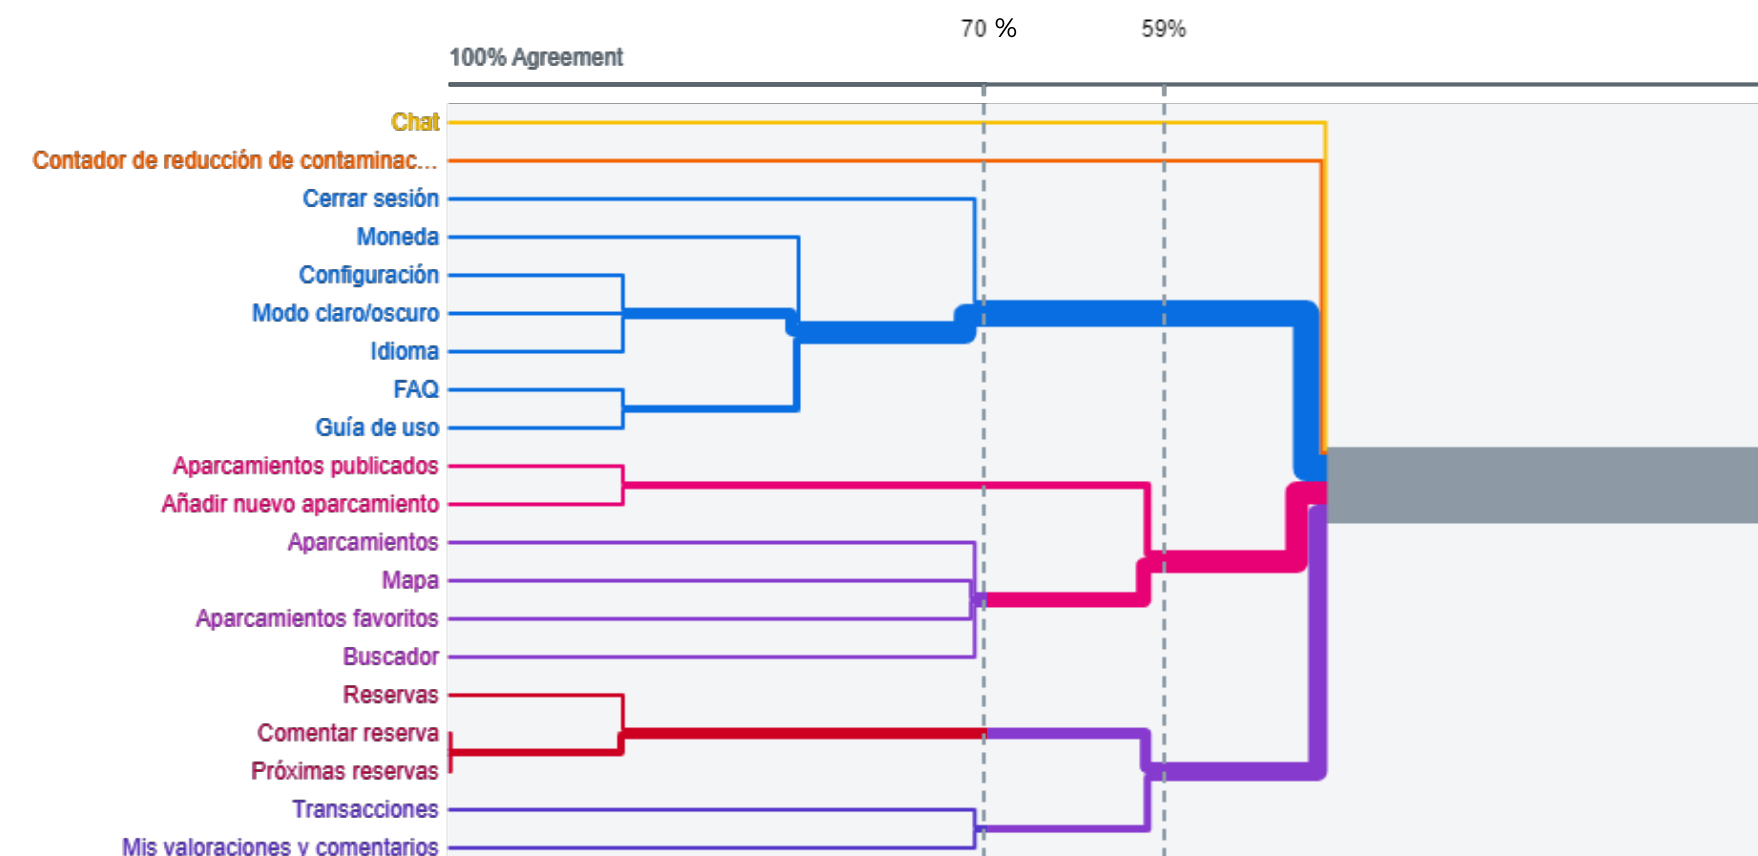 70 %
59%
100% Agreement
Chat
Contador de reducción de contaminac...
Cerrar sesión
Moneda
Configuración
Modo claro/oscuro
Idioma
FAQ
Guía de uso
Aparcamientos publicados
Añadir nuevo aparcamiento
Aparcamientos
Mapa
Aparcamientos favoritos
Buscador
Reservas
Comentar reserva
Próximas reservas
Transacciones
Mis valoraciones y comentarios